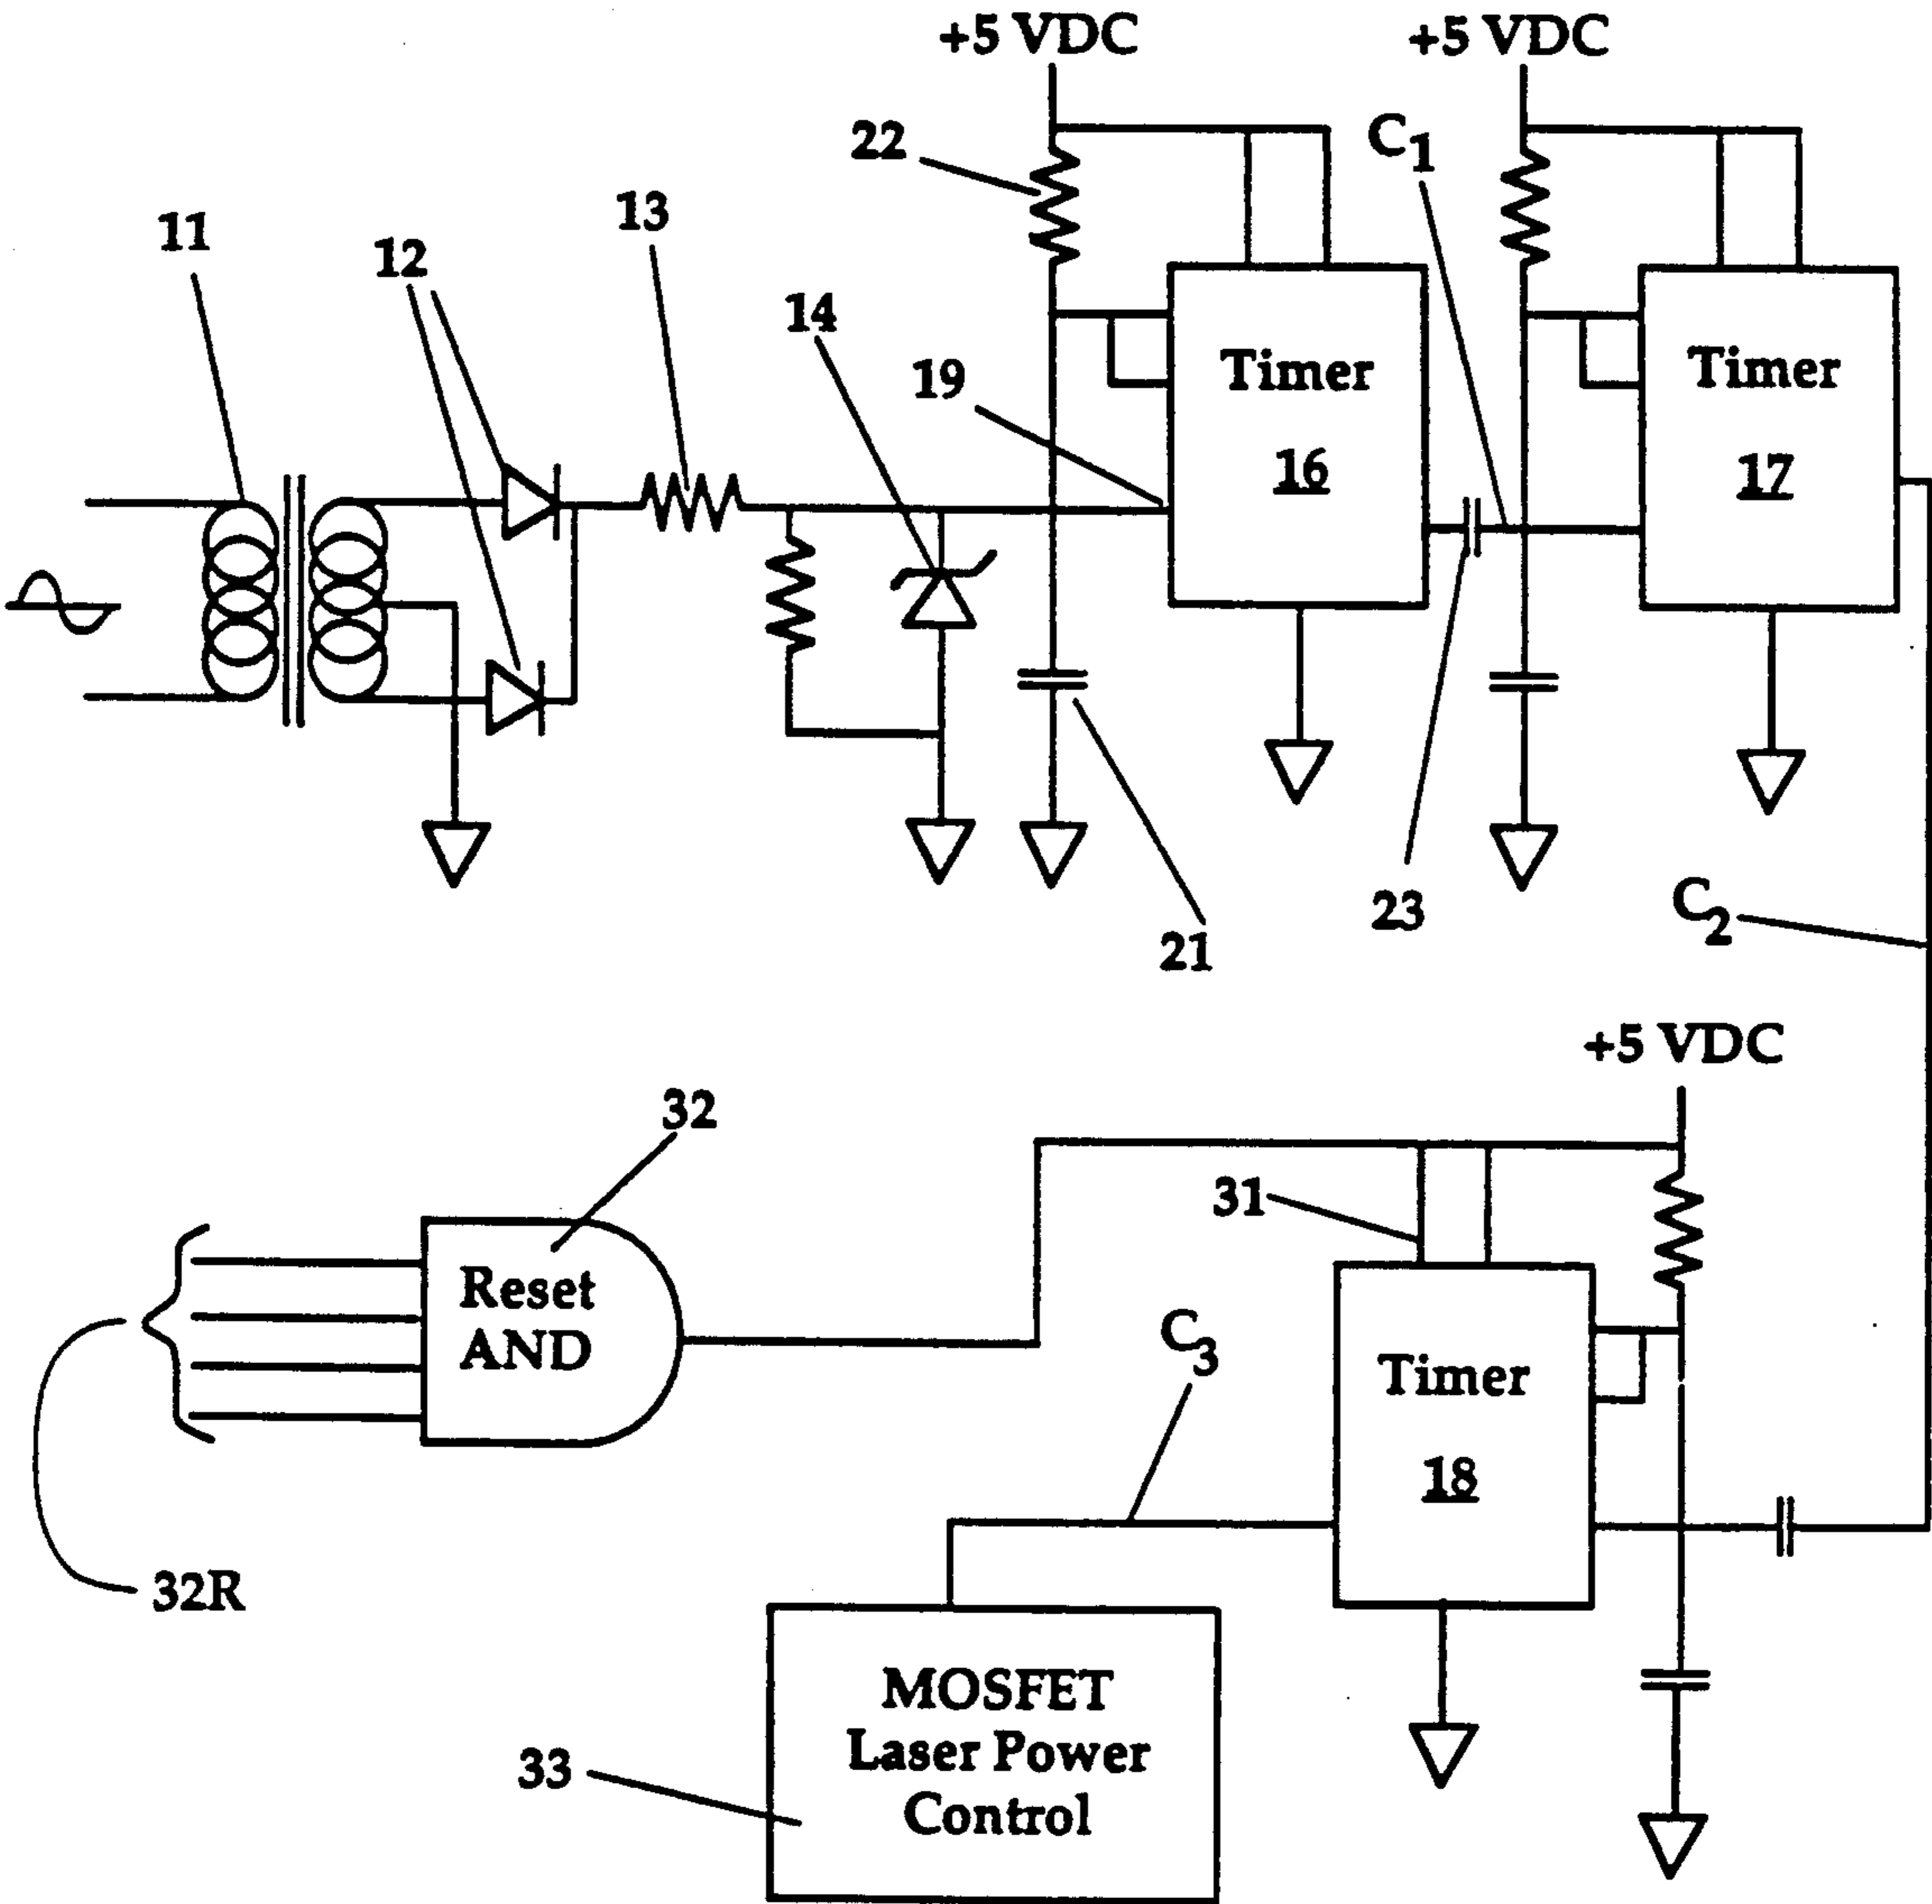 +5 VDC
+5 VDC
22
C1
11
12
13
14
19
Timer
16
Timer
17
21
23
C2
+5 VDC
32
31
Reset
AND
C3
Timer
18
32R
MOSFET
Laser Power
Control
33